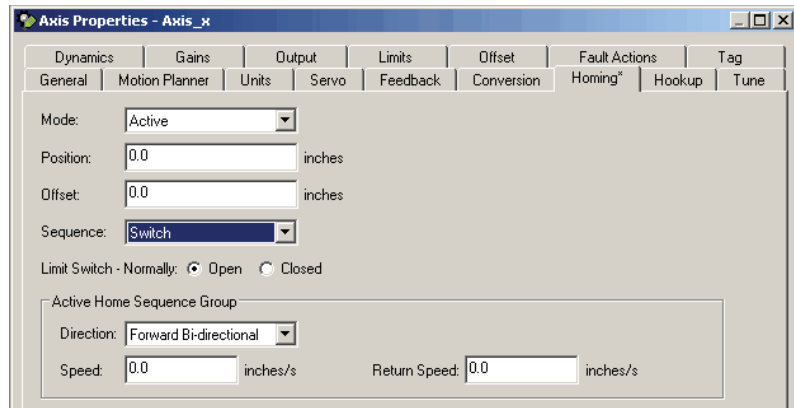 Axis Properties - Axis_x
Dynamics Gains Output Limits Offset Fault Actions Tag
General Motion Planner Units Servo Feedback Conversion Homing* Hookup Tune
Mode: Active
Position: 0.0 inches
Offset: 0.0 inches
Sequence: Switch
Limit Switch - Normally: Open Closed
Active Home Sequence Group
Direction: Forward Bi-directional
Speed: 0.0 inches/s Return Speed: 0.0 inches/s